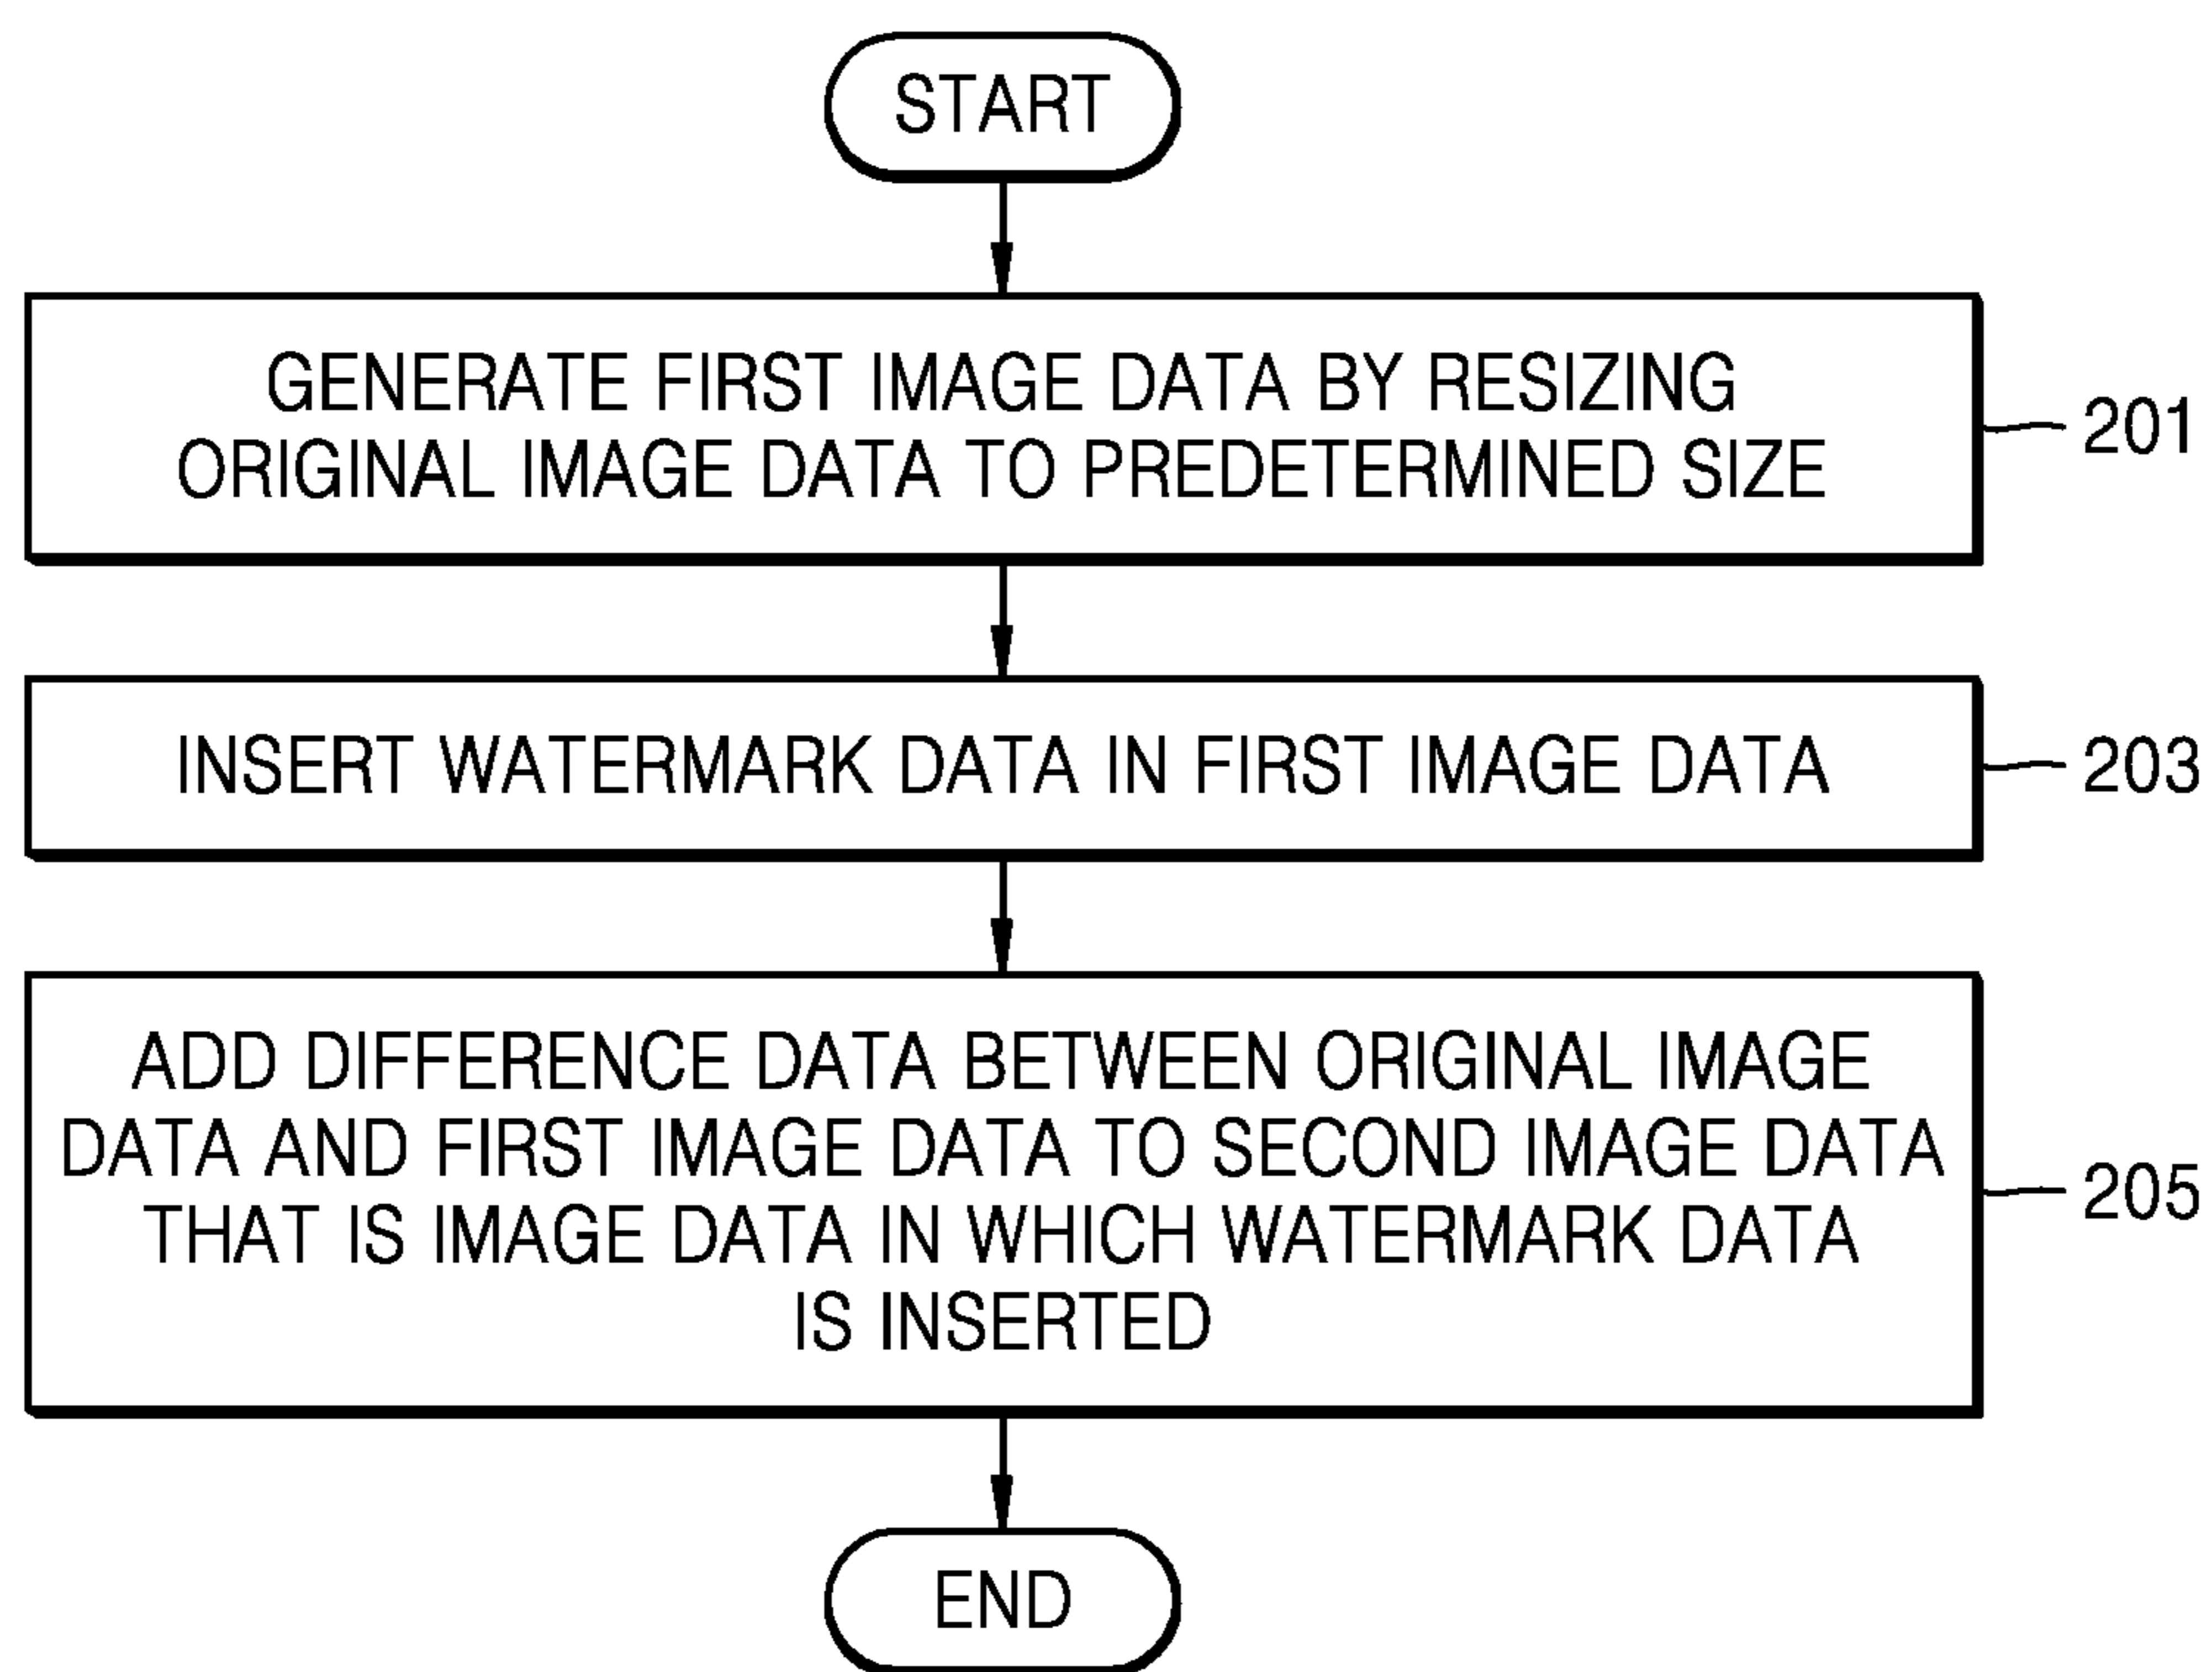 START
GENERATE FIRST IMAGE DATA BY RESIZING
ORIGINAL IMAGE DATA TO PREDETERMINED SIZE
201
INSERT WATERMARK DATA IN FIRST IMAGE DATA
203
ADD DIFFERENCE DATA BETWEEN ORIGINAL IMAGE
DATA AND FIRST IMAGE DATA TO SECOND IMAGE DATA
THAT IS IMAGE DATA IN WHICH WATERMARK DATA
IS INSERTED
205
END